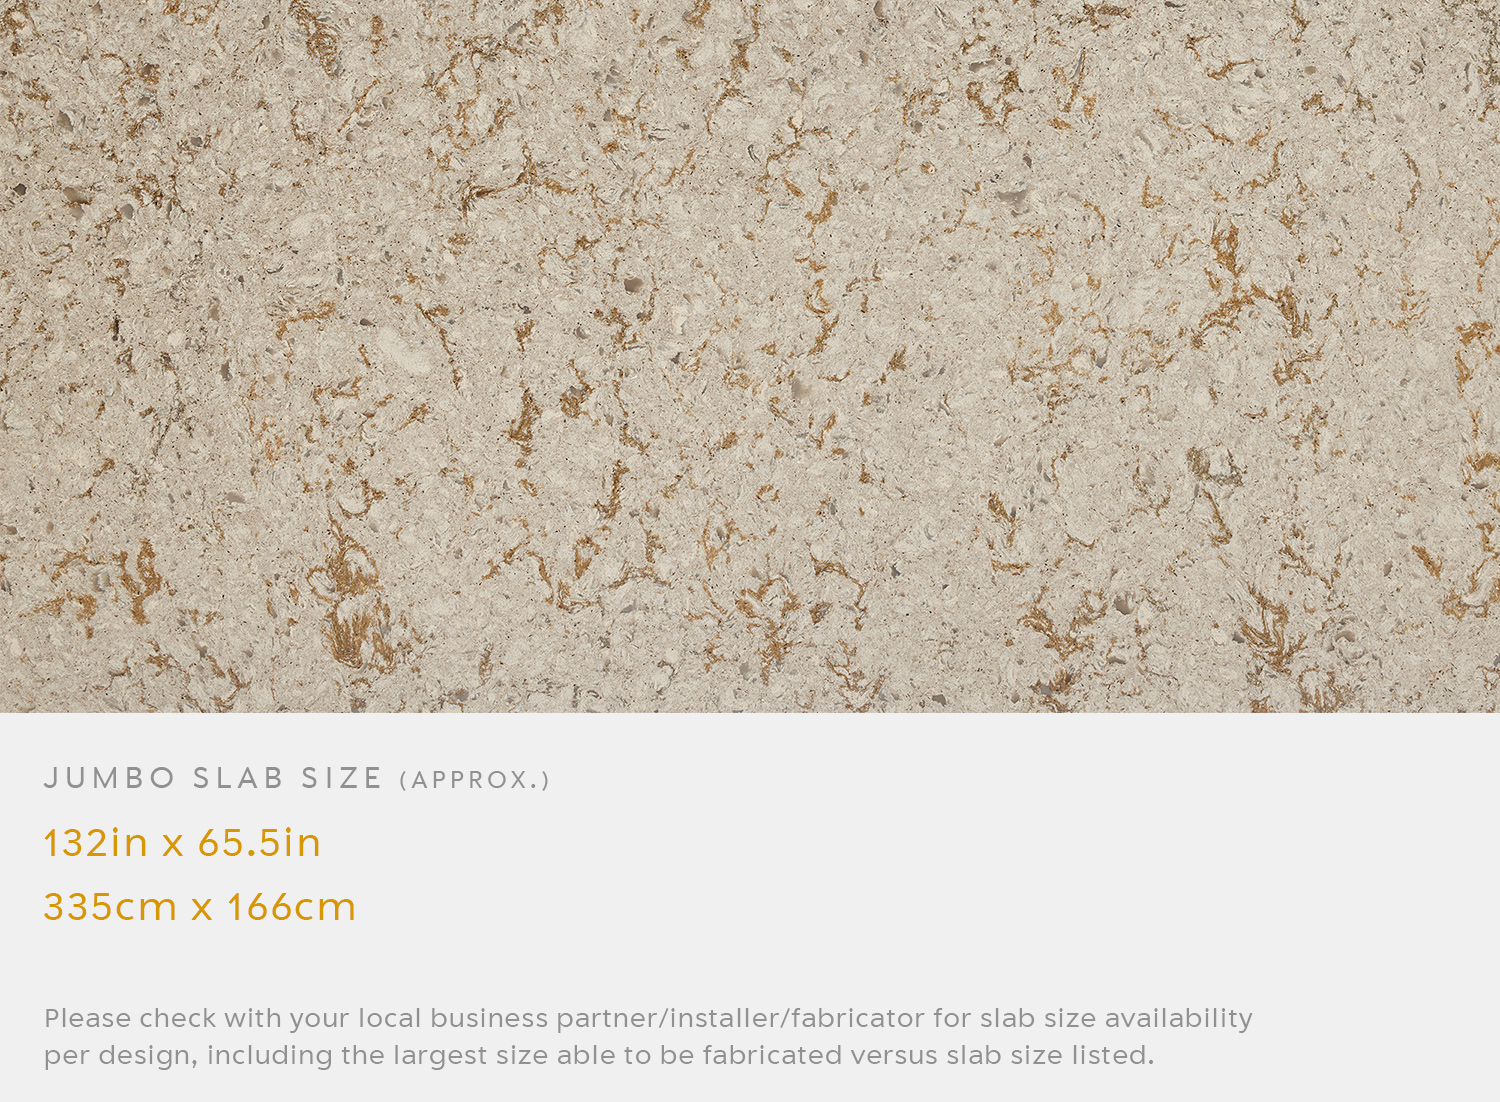 JUMBO SLAB SIZE (APPROX.)
132in x 65.5in
335cm x 166cm
Please check with your local business partner/installer/fabricator for slab size availability
per design, including the largest size able to be fabricated versus slab size listed.